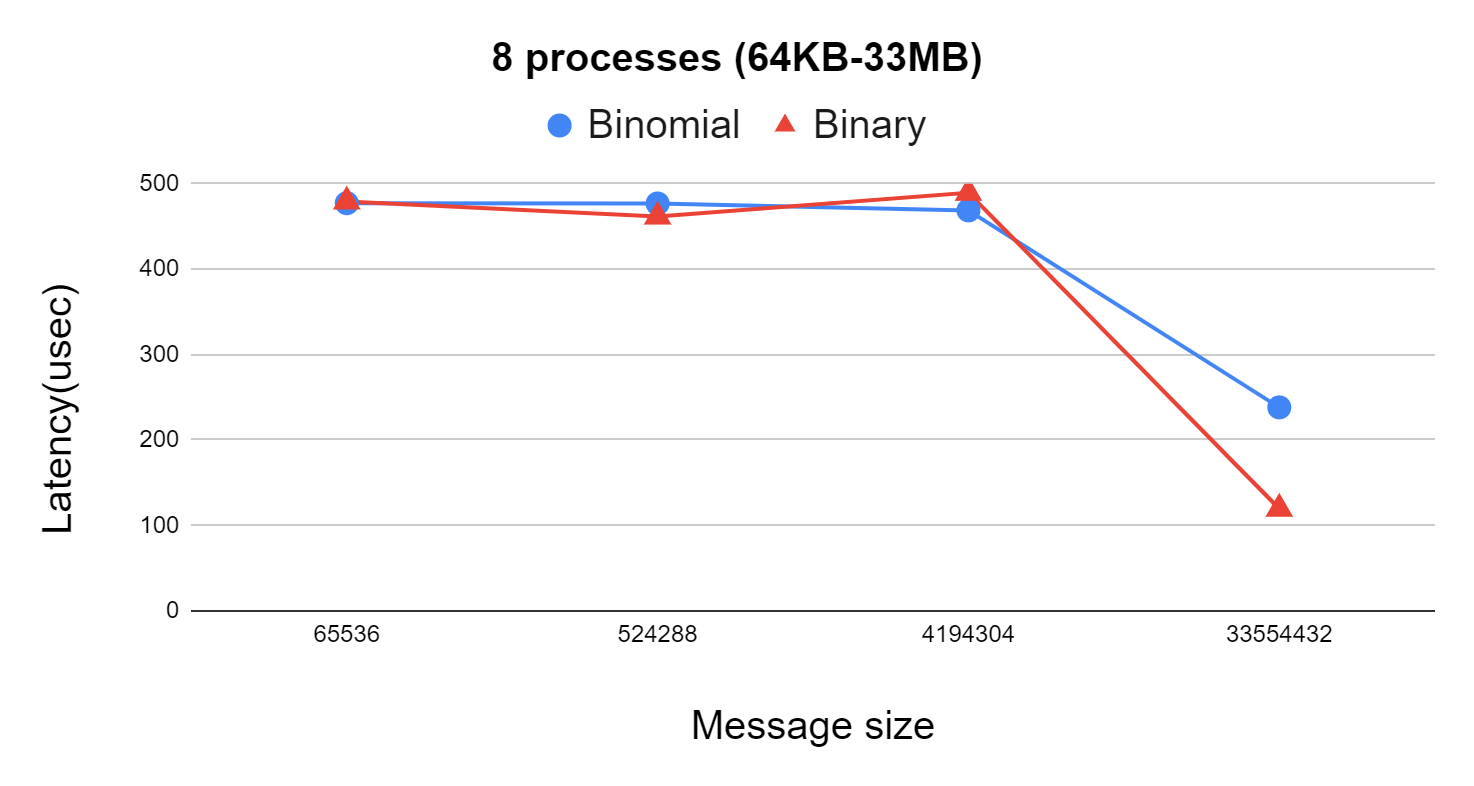 8 processes (64KB-33MB)
Binomial Binary
500
400
300
200
100
0
Latency(usec)
65536 524288 4194304 33554432
Message size